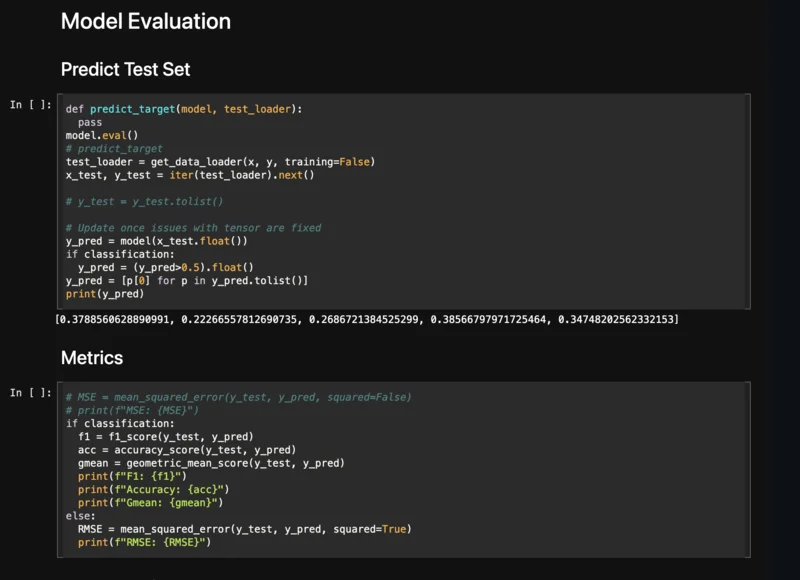 Model Evaluation
Predict Test Set
In [ ]:
def predict_target(model, test_loader):
  pass
model.eval()
# predict_target
test_loader = get_data_loader(x, y, training=False)
x_test, y_test = iter(test_loader).next()
# y_test = y_test.tolist()
# Update once issues with tensor are fixed
y_pred = model(x_test.float())
if classification:
  y_pred = (y_pred>0.5).float()
y_pred = [p[0] for p in y_pred.tolist()]
print(y_pred)
[0.3788560628890991, 0.22266557812690735, 0.2686721384525299, 0.38566797971725464, 0.34748202562332153]
Metrics
In [ ]:
# MSE = mean_squared_error(y_test, y_pred, squared=False)
# print(f"MSE: {MSE}")
if classification:
  f1 = f1_score(y_test, y_pred)
  acc = accuracy_score(y_test, y_pred)
  gmean = geometric_mean_score(y_test, y_pred)
  print(f"F1: {f1}")
  print(f"Accuracy: {acc}")
  print(f"Gmean: {gmean}")
else:
  RMSE = mean_squared_error(y_test, y_pred, squared=True)
  print(f"RMSE: {RMSE}")